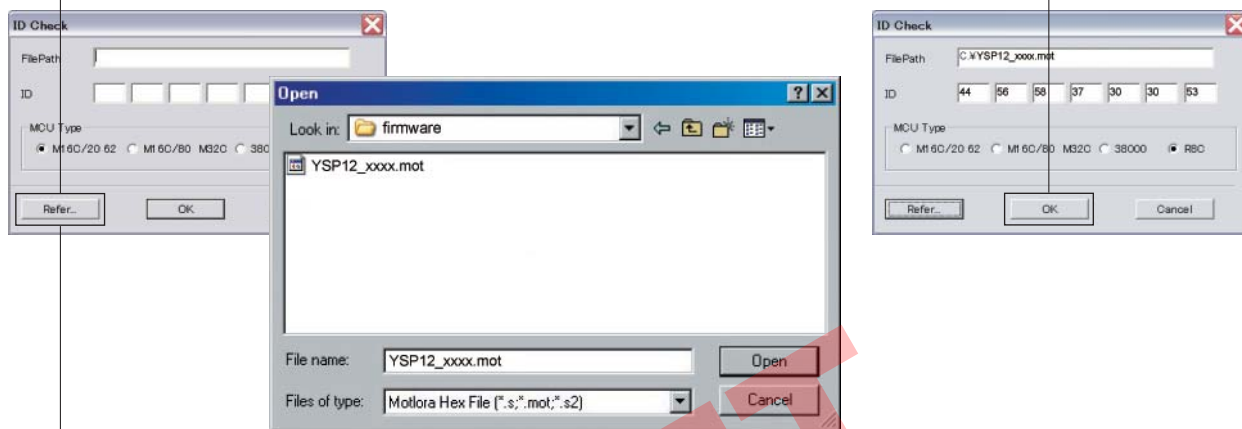 ID Check
FilePath
ID
MCU Type
M16C/20 62 M16C/80 M32C
Refer...
OK
Open
Look in: firmware
YSP12_xxxx.mot
File name: YSP12_xxxx.mot Open
Files of type: Motlora Hex File (*.s;*.mot;*.s2) Cancel
ID Check
FilePath C:¥YSP12_xxxx.mot
ID 44 56 58 37 30 30 53
MCU Type
M16C/20 62 M16C/80 M32C 38000 R8C
Refer... OK Cancel